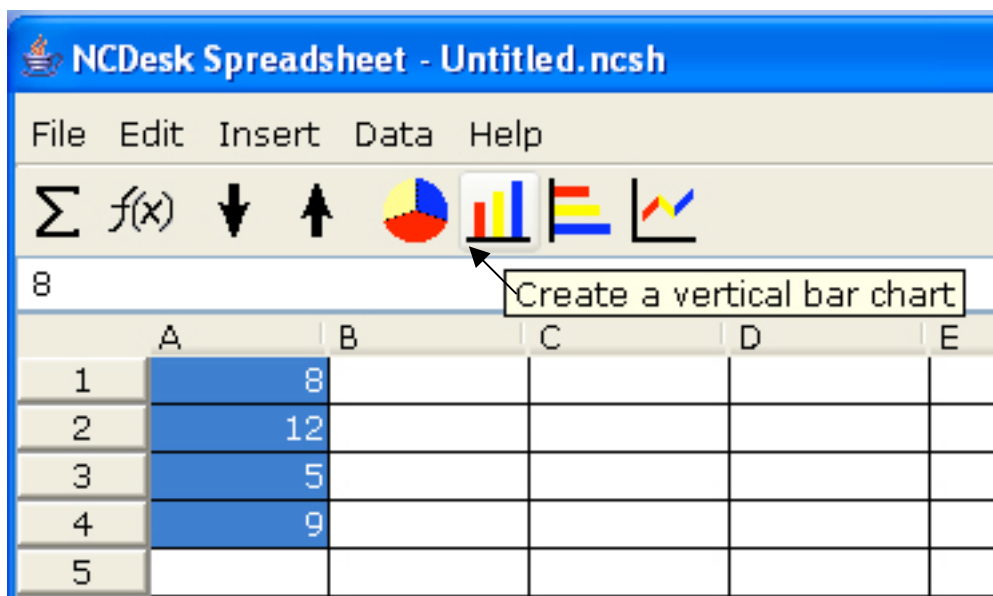 NCDesk Spreadsheet - Untitled.ncsh
File Edit Insert Data Help
Σ f(x)
8
Create a vertical bar chart
A B C D E
1 8
2 12
3 5
4 9
5